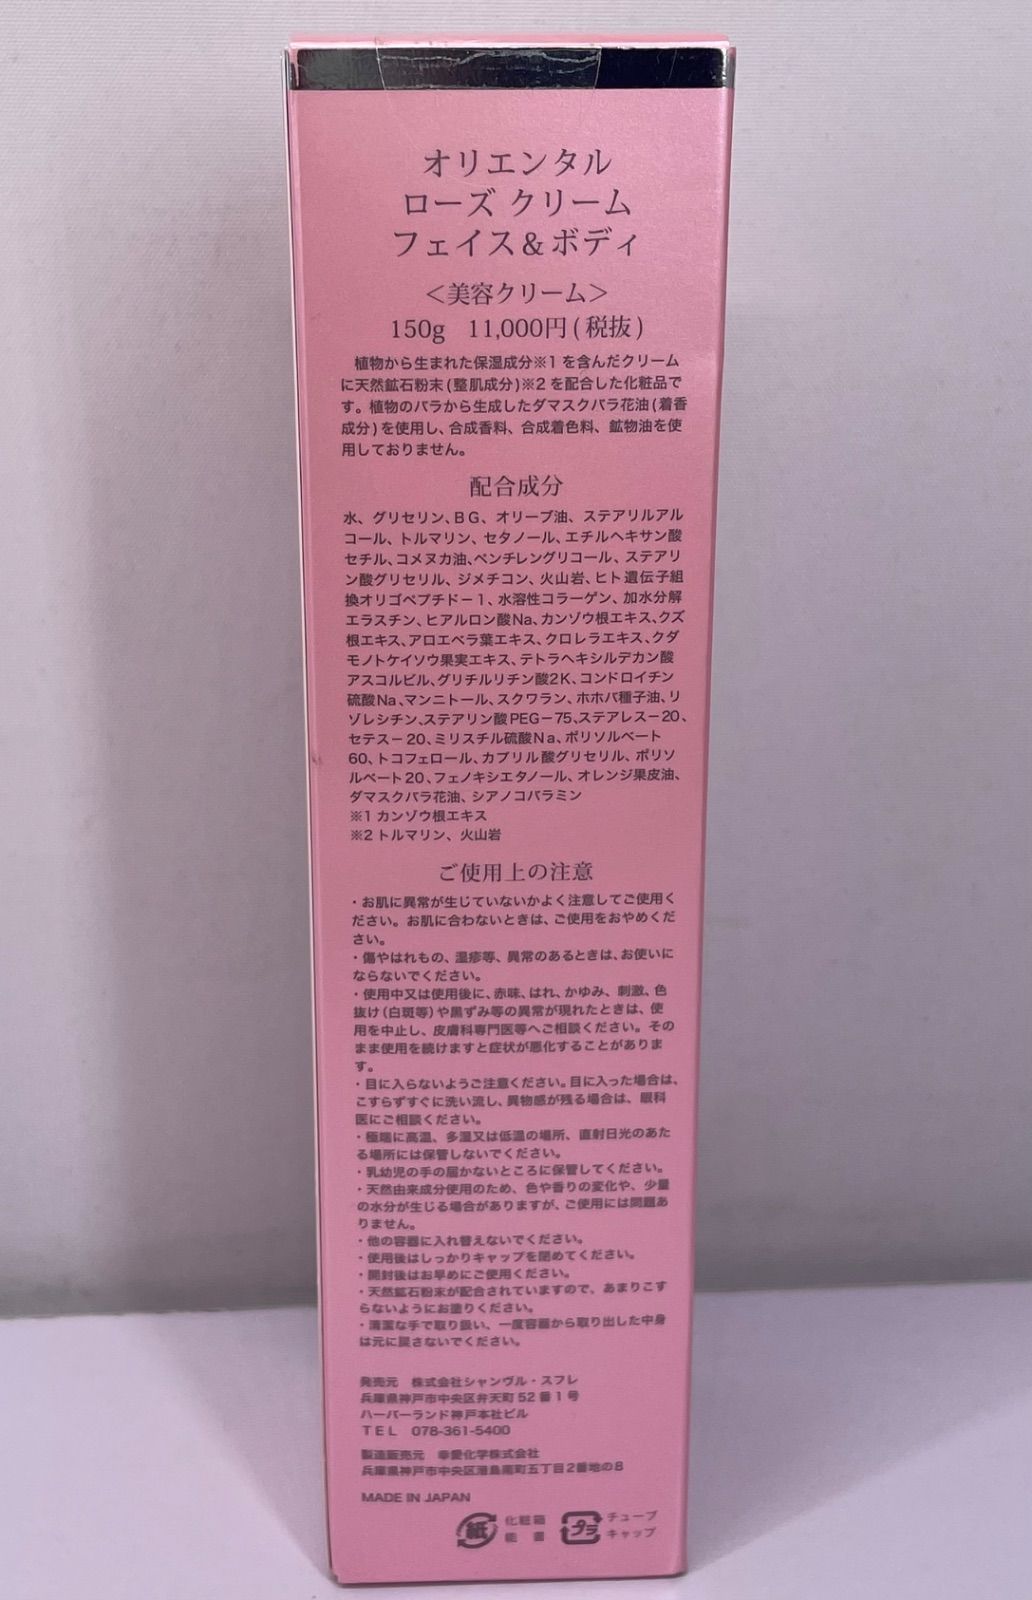 オリエンタル
ローズ クリーム
フェイス＆ボディ
＜美容クリーム＞
150g　11,000円(税抜)
植物から生まれた保湿成分※1を含んだクリーム
に天然鉱石粉末(整肌成分)※2を配合した化粧品で
す。植物のバラから生成したダマスクバラ花油(着香
成分)を使用し、合成香料、合成着色料、鉱物油を使
用しておりません。
配合成分
水、グリセリン、BG、オリーブ油、ステアリルアル
コール、トルマリン、セタノール、エチルヘキサン酸
セチル、コメヌカ油、ペンチレングリコール、ステアリ
ン酸グリセリル、ジメチコン、火山岩、ヒト遺伝子組
換オリゴペプチドー1、水溶性コラーゲン、加水分解
エラスチン、ヒアルロン酸Na、カンゾウ根エキス、クズ
根エキス、アロエベラ葉エキス、クロレラエキス、クダ
モノトケイソウ果実エキス、テトラヘキシルデカン酸
アスコルビル、グリチルリチン酸2K、コンドロイチン
硫酸Na、マンニトール、スクワラン、ホホバ種子油、リ
ゾレシチン、ステアリン酸PEG－75、ステアレス－20、
セテス－20、ミリスチル硫酸Na、ポリソルベート
60、トコフェロール、カプリル酸グリセリル、ポリソ
ルベート20、フェノキシエタノール、オレンジ果皮油、
ダマスクバラ花油、シアノコバラミン
※1カンゾウ根エキス
※2トルマリン、火山岩
ご使用上の注意
・お肌に異常が生じていないかよく注意してご使用く
ださい。お肌に合わないときは、ご使用をおやめくだ
さい。
・傷やはれもの、湿疹等、異常のあるときは、お使いに
ならないでください。
・使用中又は使用後に、赤味、はれ、かゆみ、刺激、色
抜け(白斑等)や黒ずみ等の異常が現れたときは、使
用を中止し、皮膚科専門医等へご相談ください。その
まま使用を続けますと症状が悪化することがありま
す。
・目に入らないようご注意ください。目に入った場合は、
こすらずすぐに洗い流し、異物感が残る場合は、眼科
医にご相談ください。
・極端に高温、多湿又は低温の場所、直射日光のあた
る場所には保管しないでください。
・乳幼児の手の届かないところに保管してください。
・天然由来成分使用のため、色や香りの変化や、少量
の水分が生じる場合がありますが、ご使用には問題あ
りません。
・他の容器に入れ替えないでください。
・使用後はしっかりキャップを閉めてください。
・開封後はお早めにご使用ください。
・天然鉱石粉末が配合されていますので、あまりこす
らないようにお塗りください。
・清潔な手で取り扱い、一度容器から取り出した中身
は元に戻さないでください。
発売元　株式会社シャンヴル・スフレ
兵庫県神戸市中央区弁天町52番1号
ハーバーランド神戸本社ビル
TEL 078-361-5400
製造販売元　幸愛化学株式会社
兵庫県神戸市中央区港島南町五丁目2番地の8
MADE IN JAPAN
紙 化粧箱 プラ チューブ
能書 キャップ